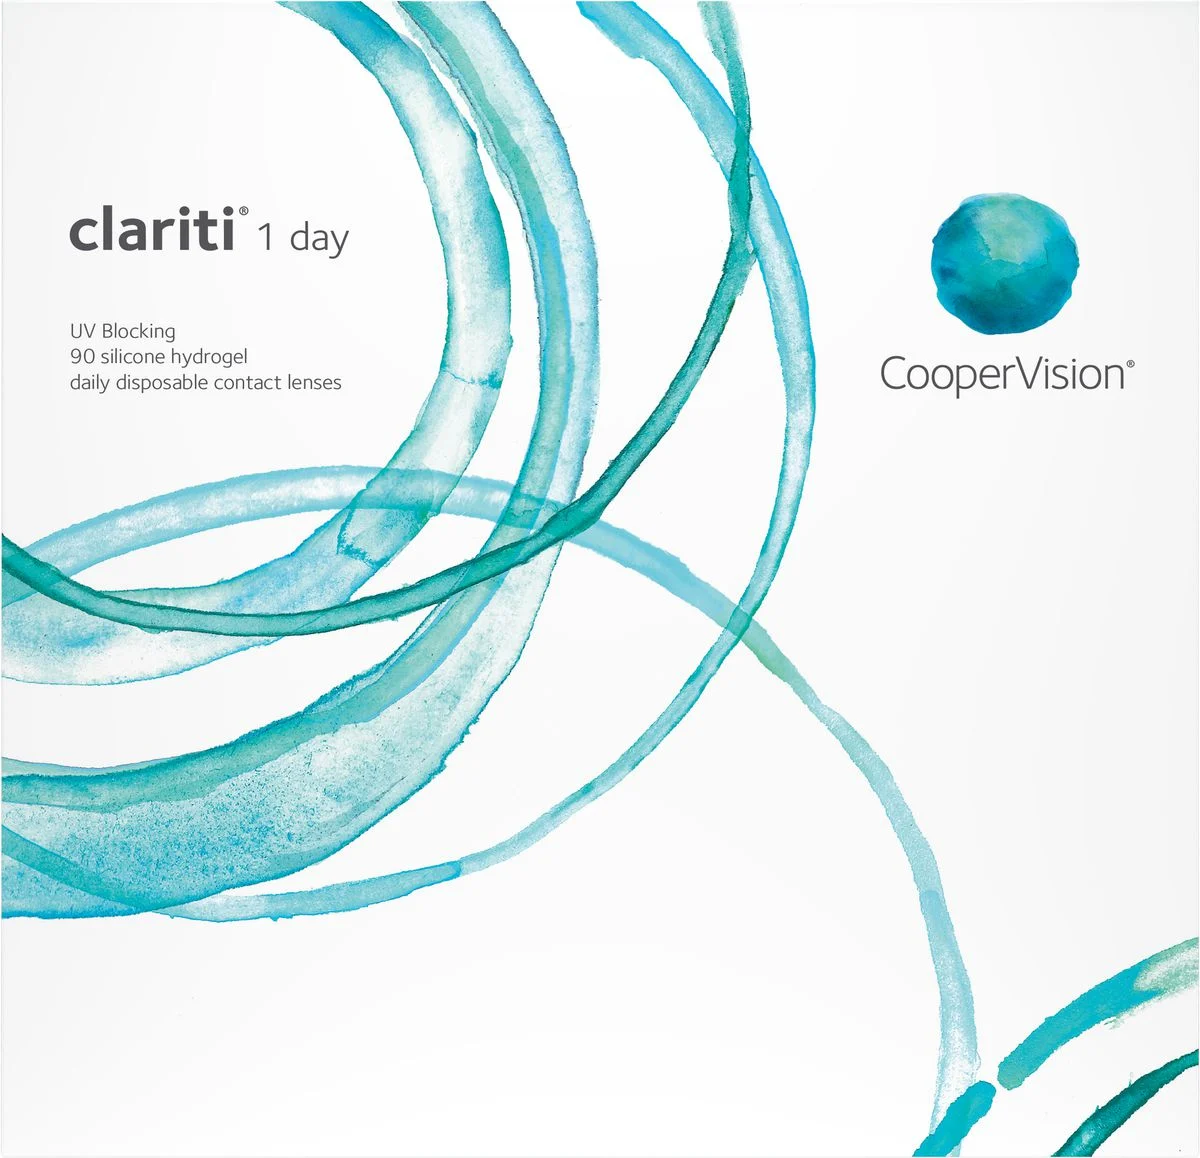 clariti® 1 day
UV Blocking
90 silicone hydrogel
daily disposable contact lenses
CooperVision®